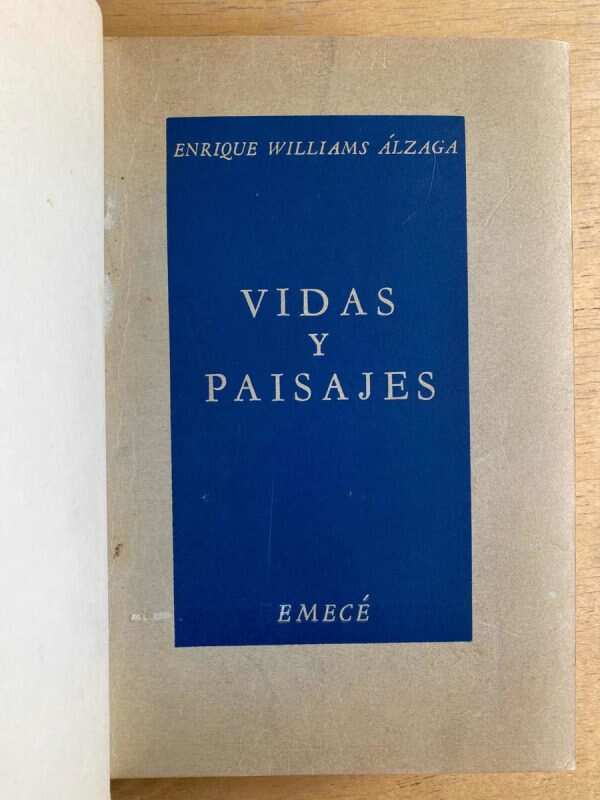 ENRIQUE WILLIAMS ÁLZAGA
VIDAS
Y
PAISAJES
EMECÉ